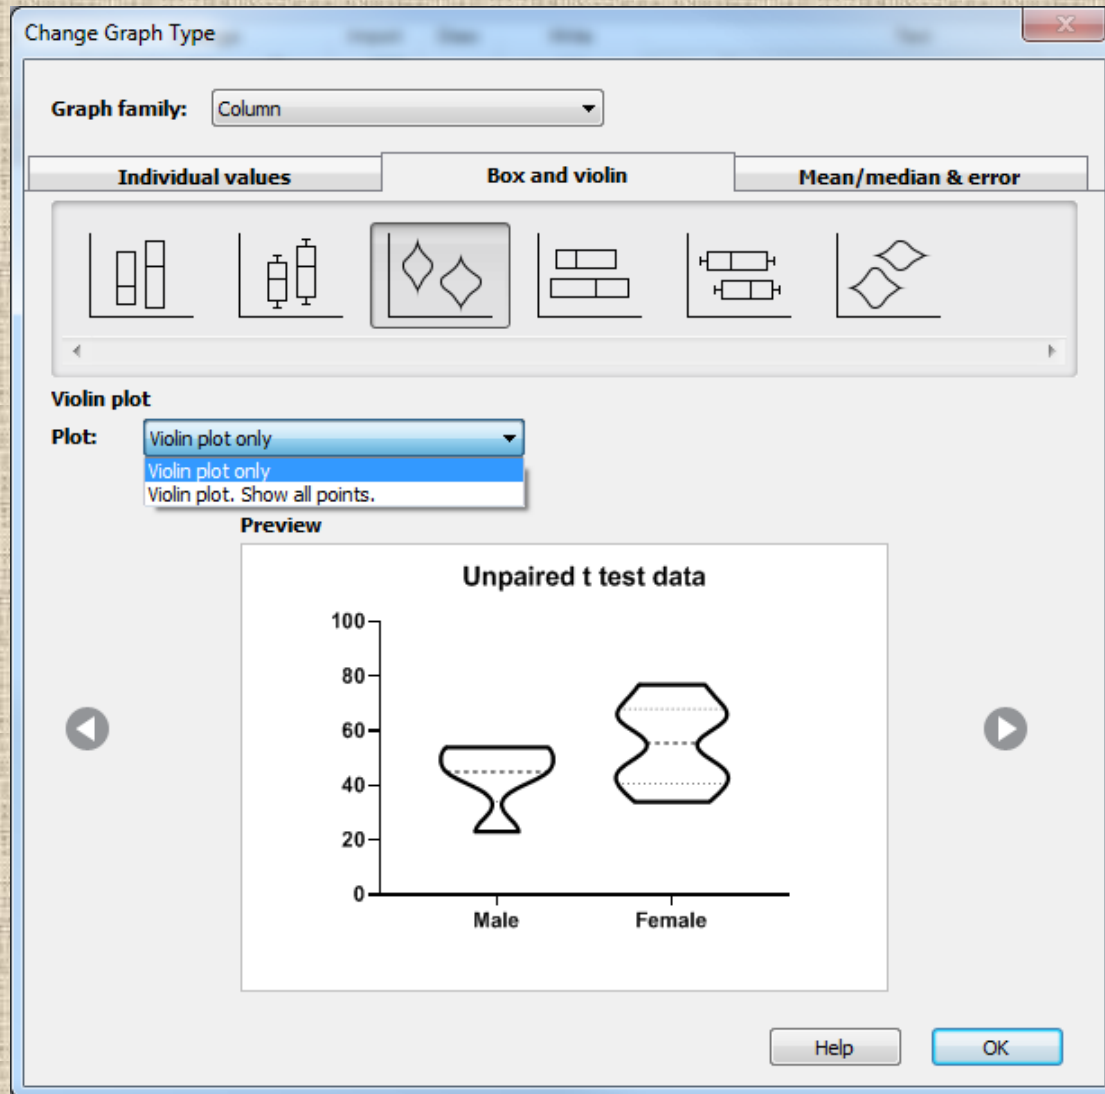 Change Graph Type
Graph family: Column
Individual values Box and violin Mean/median & error
Violin plot
Plot: Violin plot only
Violin plot only
Violin plot. Show all points.
Preview
Unpaired t test data
100
80
60
40
20
0
Male Female
Help OK